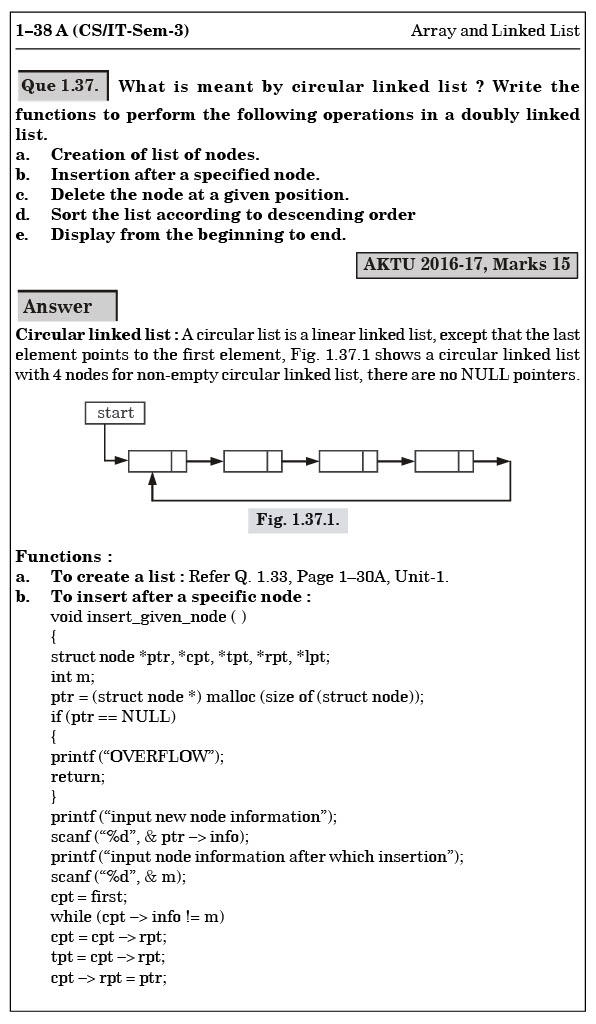 1–38 A (CS/IT-Sem-3) Array and Linked List
Que 1.37. What is meant by circular linked list ? Write the
functions to perform the following operations in a doubly linked
list.
a. Creation of list of nodes.
b. Insertion after a specified node.
c. Delete the node at a given position.
d. Sort the list according to descending order
e. Display from the beginning to end.
AKTU 2016-17, Marks 15
Answer
Circular linked list : A circular list is a linear linked list, except that the last
element points to the first element, Fig. 1.37.1 shows a circular linked list
with 4 nodes for non-empty circular linked list, there are no NULL pointers.
start
Fig. 1.37.1.
Functions :
a. To create a list : Refer Q. 1.33, Page 1–30A, Unit-1.
b. To insert after a specific node :
void insert_given_node ( )
{
struct node *ptr, *cpt, *tpt, *rpt, *lpt;
int m;
ptr = (struct node *) malloc (size of (struct node));
if (ptr == NULL)
{
printf (“OVERFLOW”);
return;
}
printf (“input new node information”);
scanf (“%d”, & ptr –> info);
printf (“input node information after which insertion”);
scanf (“%d”, & m);
cpt = first;
while (cpt –> info != m)
cpt = cpt –> rpt;
tpt = cpt –> rpt;
cpt –> rpt = ptr;